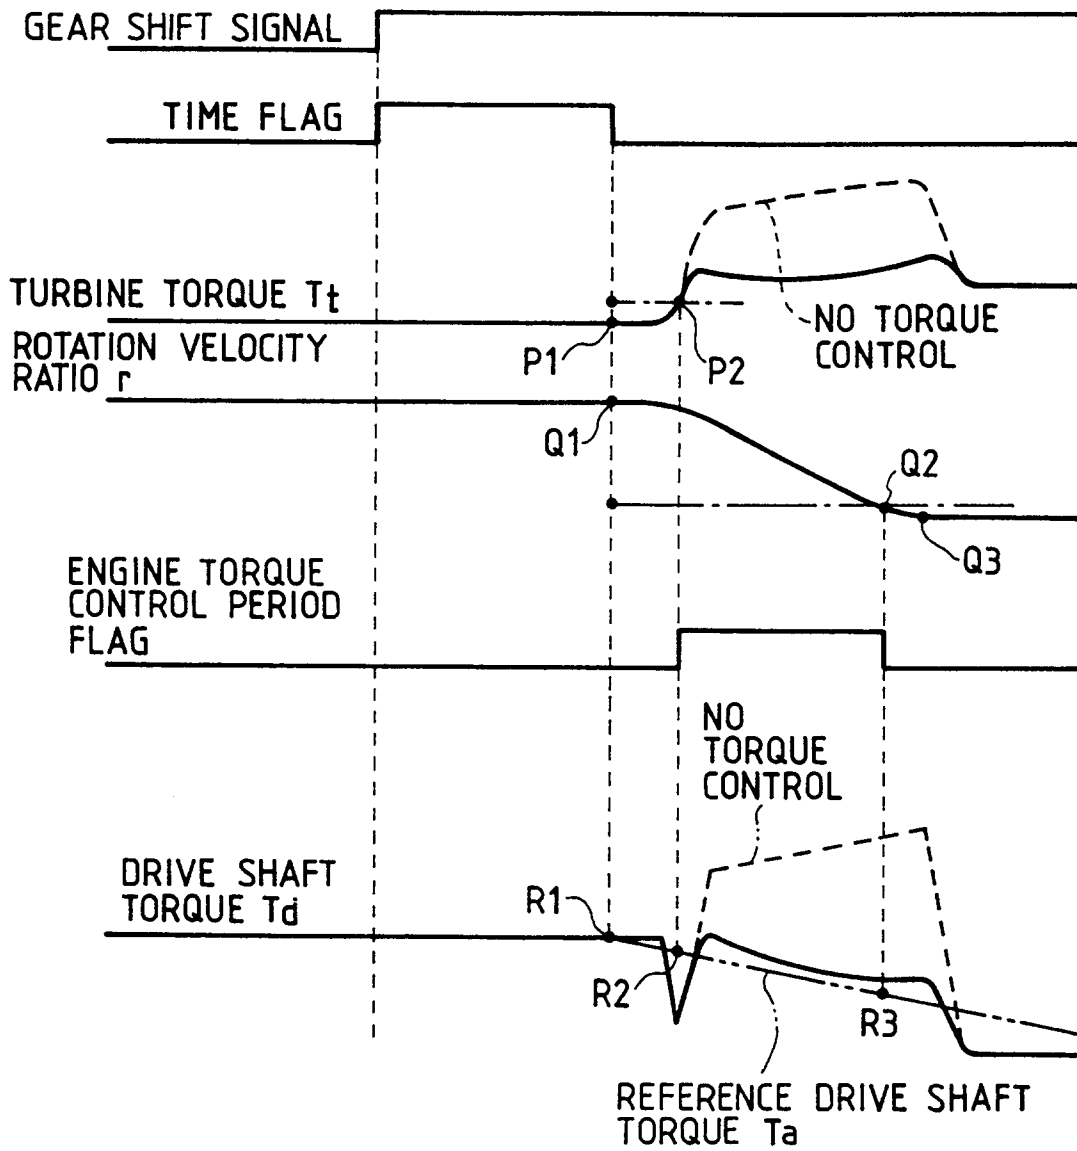 GEAR SHIFT SIGNAL
TIME FLAG
TURBINE TORQUE Tt
NO TORQUE
CONTROL
P1
P2
ROTATION VELOCITY
RATIO r
Q1
Q2
Q3
ENGINE TORQUE
CONTROL PERIOD
FLAG
NO
TORQUE
CONTROL
DRIVE SHAFT
TORQUE Td
R1
R2
R3
REFERENCE DRIVE SHAFT
TORQUE Ta